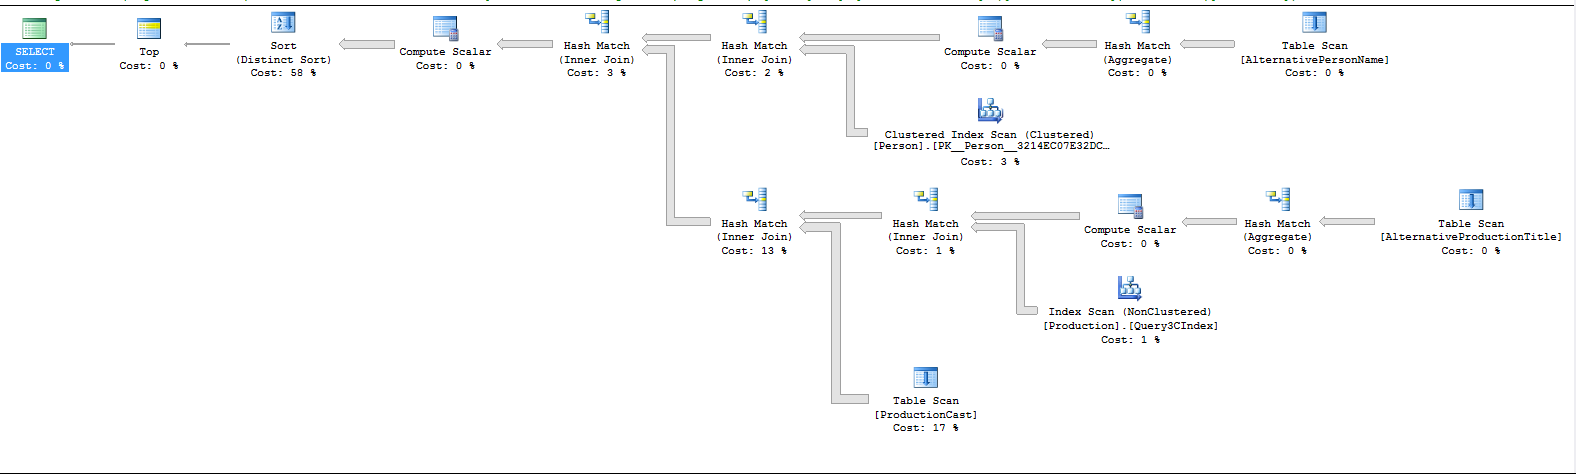 SELECT
Cost: 0 %
Top
Cost: 0 %
Sort
(Distinct Sort)
Cost: 58 %
Compute Scalar
Cost: 0 %
Hash Match
(Inner Join)
Cost: 3 %
Hash Match
(Inner Join)
Cost: 2 %
Compute Scalar
Cost: 0 %
Hash Match
(Aggregate)
Cost: 0 %
Table Scan
[AlternativePersonName]
Cost: 0 %
Clustered Index Scan (Clustered)
[Person].[PK__Person__3214EC07E32DC…
Cost: 3 %
Hash Match
(Inner Join)
Cost: 13 %
Hash Match
(Inner Join)
Cost: 1 %
Compute Scalar
Cost: 0 %
Hash Match
(Aggregate)
Cost: 0 %
Table Scan
[AlternativeProductionTitle]
Cost: 0 %
Index Scan (NonClustered)
[Production].[Query3CIndex]
Cost: 1 %
Table Scan
[ProductionCast]
Cost: 17 %